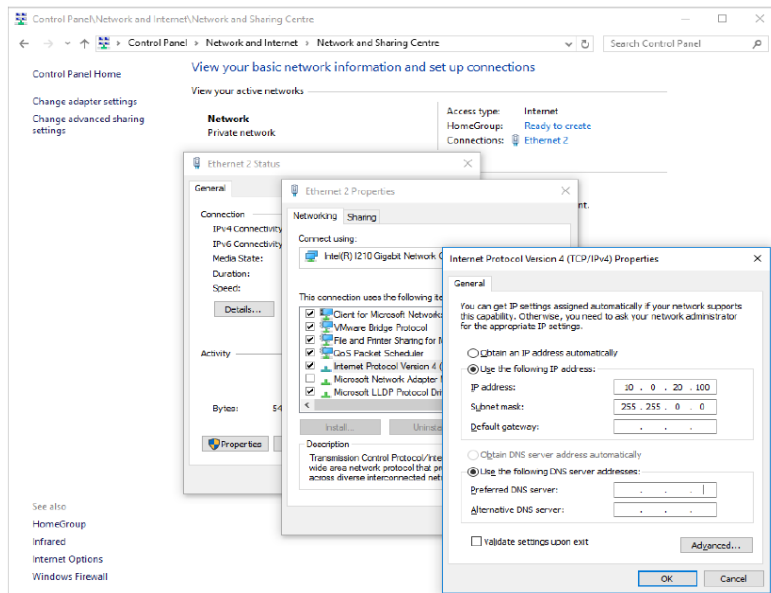 Control Panel\Network and Internet\Network and Sharing Centre
Control Panel > Network and Internet > Network and Sharing Centre
Search Control Panel
Control Panel Home
Change adapter settings
Change advanced sharing
settings
See also
HomeGroup
Infrared
Internet Options
Windows Firewall
View your basic network information and set up connections
View your active networks
Network
Private network
Access type: Internet
HomeGroup: Ready to create
Connections: Ethernet 2
nt.
Ethernet 2 Status
General
Connection
IPv4 Connectivity
IPv6 Connectivity
Media State:
Duration:
Speed:
Details...
Activity
Bytes: 54
Properties
Ethernet 2 Properties
Networking Sharing
Connect using:
Intel(R) I210 Gigabit Network C
This connection uses the following ite
Client for Microsoft Networks
VMware Bridge Protocol
File and Printer Sharing for M
QoS Packet Scheduler
Internet Protocol Version 4 (
Microsoft Network Adapter M
Microsoft LLDP Protocol Dri
Install... Uninsta
Description
Transmission Control Protocol/Inte
wide area network protocol that pr
across diverse interconnected net
Internet Protocol Version 4 (TCP/IPv4) Properties
General
You can get IP settings assigned automatically if your network supports
this capability. Otherwise, you need to ask your network administrator
for the appropriate IP settings.
Obtain an IP address automatically
Use the following IP address:
IP address: 10 . 0 . 20 . 100
Subnet mask: 255 . 255 . 0 . 0
Default gateway: . . .
Obtain DNS server address automatically
Use the following DNS server addresses:
Preferred DNS server: . . .
Alternative DNS server: . . .
Validate settings upon exit
Advanced...
OK Cancel